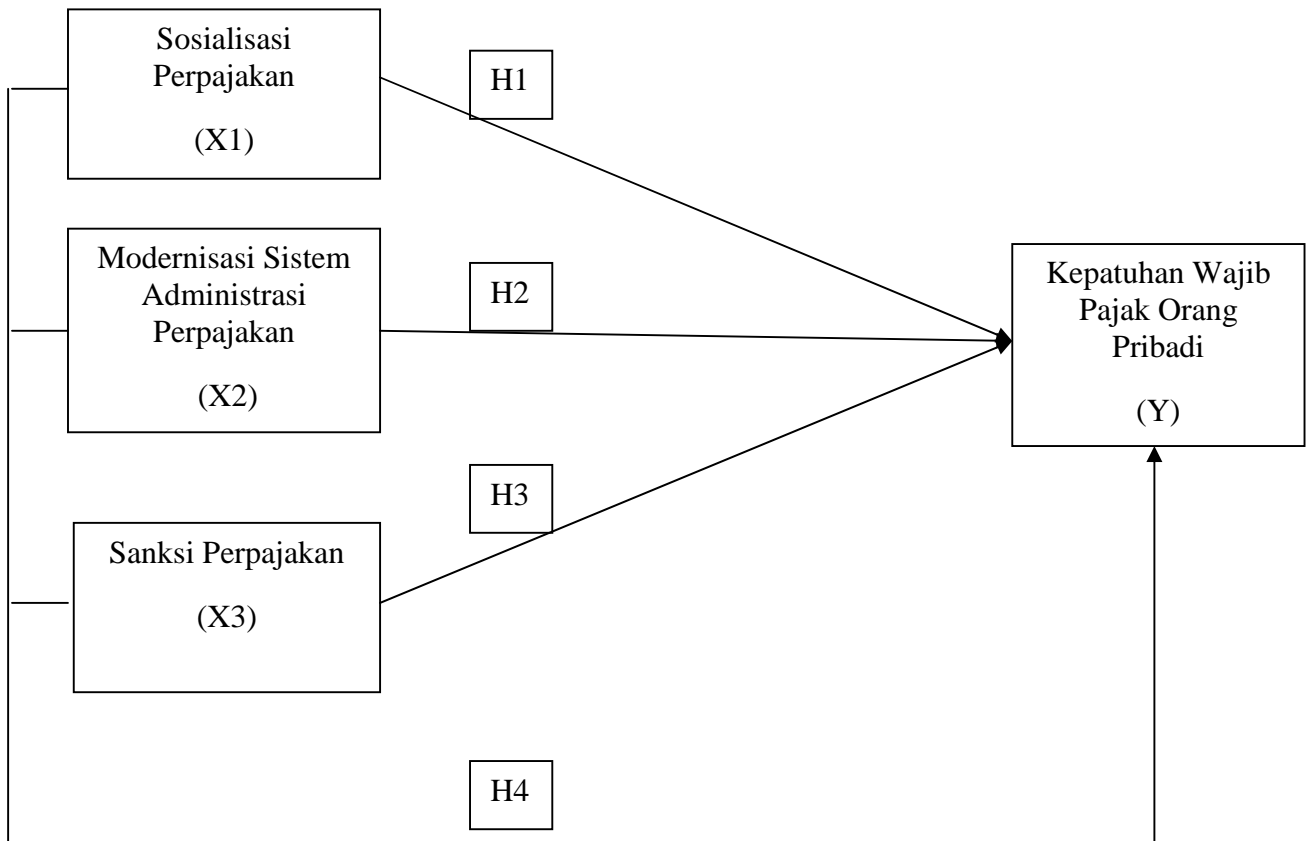 Sosialisasi
Perpajakan
(X1)
H1
Modernisasi Sistem
Administrasi
Perpajakan
(X2)
H2
Kepatuhan Wajib
Pajak Orang
Pribadi
(Y)
H3
Sanksi Perpajakan
(X3)
H4